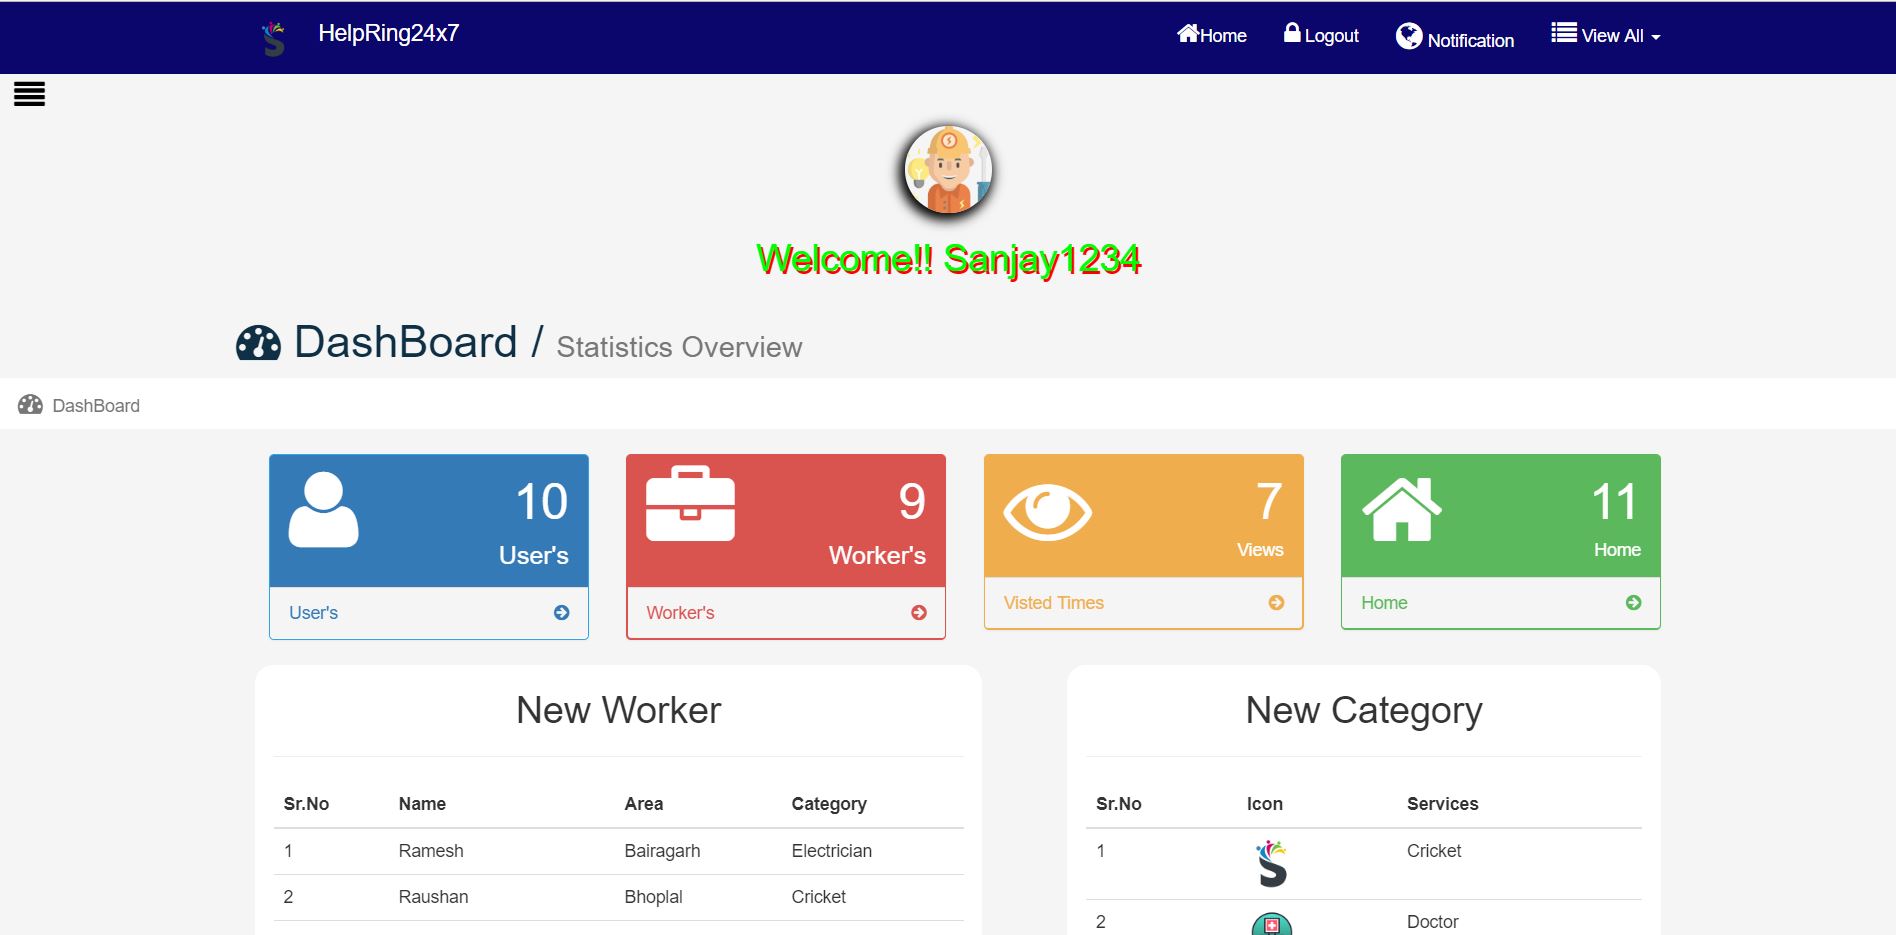 HelpRing24x7
Home Logout Notification View All
Welcome!! Sanjay1234
DashBoard / Statistics Overview
DashBoard
10 9 7 11
User's Worker's Views Home
User's Worker's Visted Times Home
New Worker
Sr.No Name Area Category
1 Ramesh Bairagarh Electrician
2 Raushan Bhoplal Cricket
New Category
Sr.No Icon Services
1 Cricket
2 Doctor